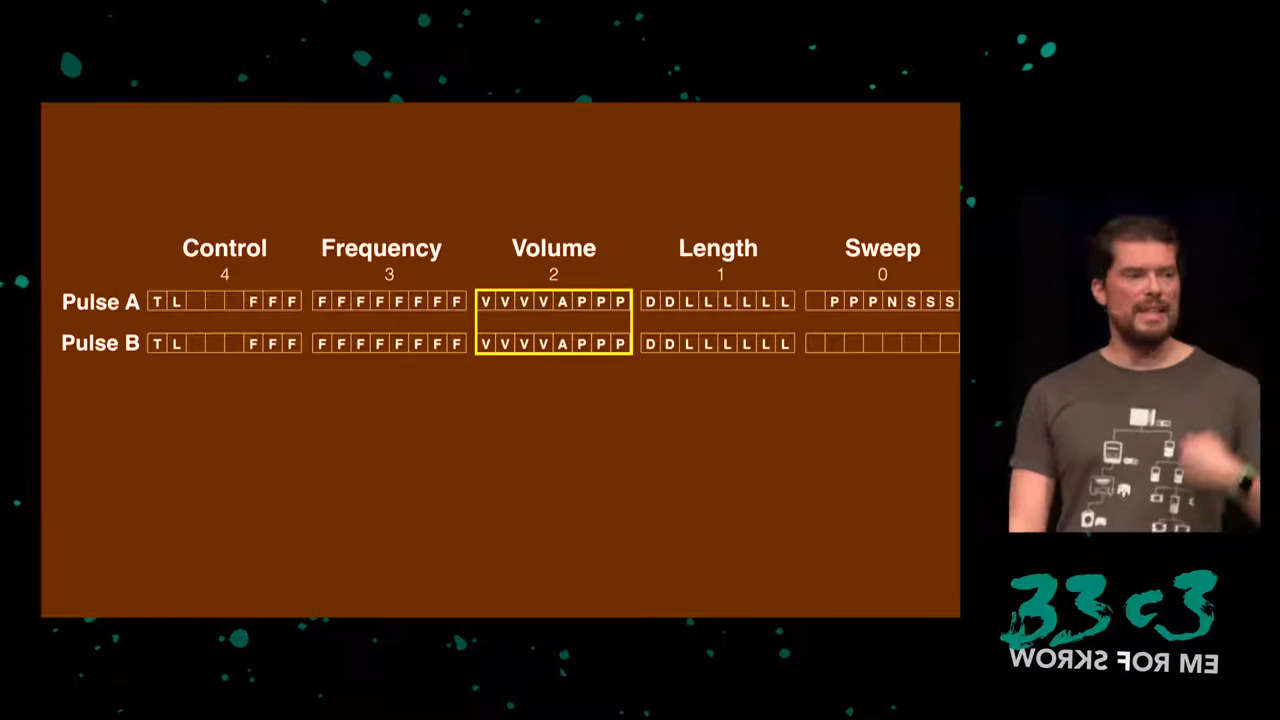 Control Frequency Volume Length Sweep
4 3 2 1 0
Pulse A T L F F F F F F F F F F F V V V V A P P P D D L L L L L L P P P N S S S
Pulse B T L F F F F F F F F F F F V V V V A P P P D D L L L L L L
33c3
WORKS FOR ME